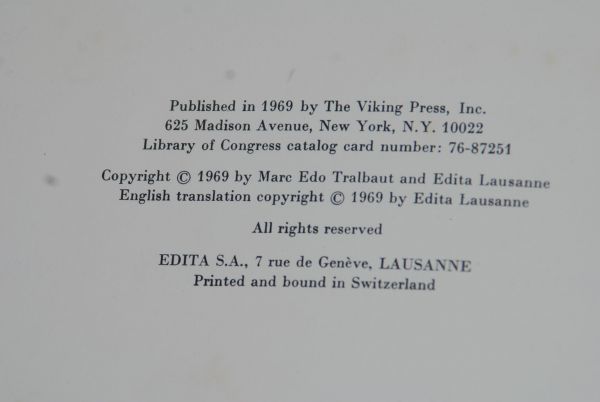 Published in 1969 by The Viking Press, Inc.
625 Madison Avenue, New York, N.Y. 10022
Library of Congress catalog card number: 76-87251
Copyright © 1969 by Marc Edo Tralbaut and Edita Lausanne
English translation copyright © 1969 by Edita Lausanne
All rights reserved
EDITA S.A., 7 rue de Genève, LAUSANNE
Printed and bound in Switzerland